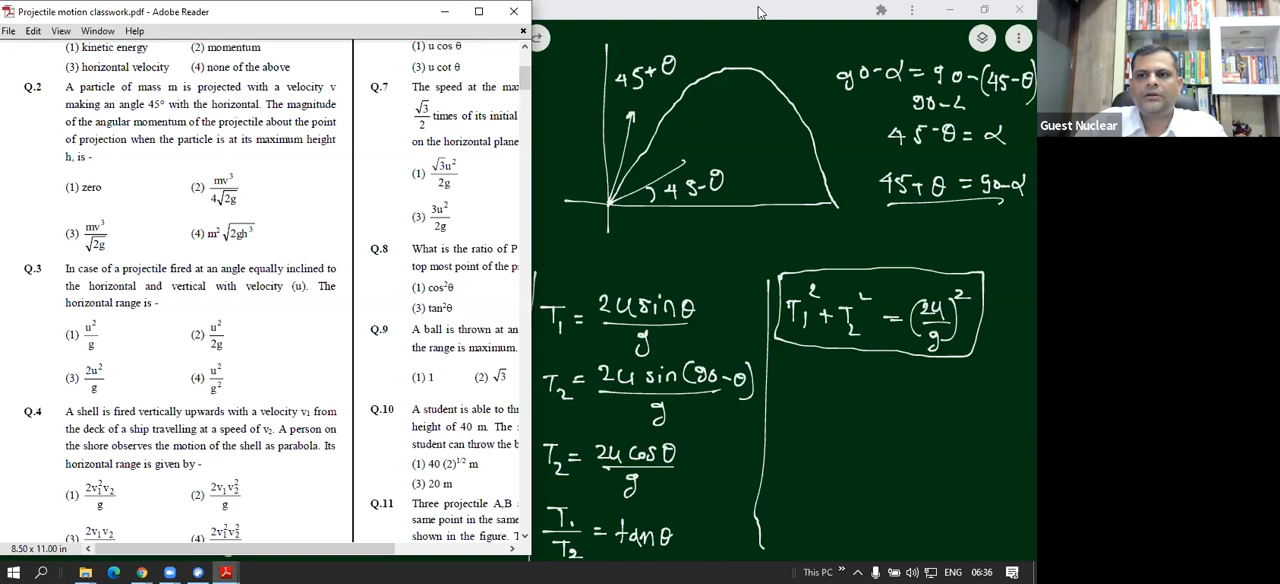 Projectile motion classwork.pdf - Adobe Reader
File Edit View Window Help
(1) kinetic energy (2) momentum
(3) horizontal velocity (4) none of the above
Q.2 A particle of mass m is projected with a velocity v
making an angle 45° with the horizontal. The magnitude
of the angular momentum of the projectile about the point
of projection when the particle is at its maximum height
h, is -
(1) zero (2) mv³/4√2g
(3) mv³/√2g (4) m² √2gh³
Q.3 In case of a projectile fired at an angle equally inclined to
the horizontal and vertical with velocity (u). The
horizontal range is -
(1) u²/g (2) u²/2g
(3) 2u²/g (4) u²/g²
Q.4 A shell is fired vertically upwards with a velocity v₁ from
the deck of a ship travelling at a speed of v₂. A person on
the shore observes the motion of the shell as parabola. Its
horizontal range is given by -
(1) 2v₁²v₂/g (2) 2v₁v₂²/g
(3) 2v₁v₂ (4) 2v₁²v₂²
8.50 x 11.00 in
(1) u cos θ
(3) u cot θ
Q.7 The speed at the
√3/2 times of its initial
on the horizontal plane
(1) √3u²/2g
(3) 3u²/2g
Q.8 What is the ratio of P
top most point of the
(1) cos²θ
(3) tan²θ
Q.9 A ball is thrown at an
the range is maximum.
(1) 1 (2) √3
Q.10 A student is able to
height of 40 m. The
student can throw the
(1) 40 (2)^1/2 m
(3) 20 m
Q.11 Three projectile A,B
same point in the same
shown in the figure.
45+θ
45-θ
90-α = 90-(45-θ)
90-α
45-θ = α
45+θ = 90-α
T₁ = 2u sinθ/g
T₂ = 2u sin(90-θ)/g
T₂ = 2u cosθ/g
T₁/T₂ = tanθ
T₁² + T₂² = (2u/g)²
Guest Nuclear
This PC » ENG 06:36